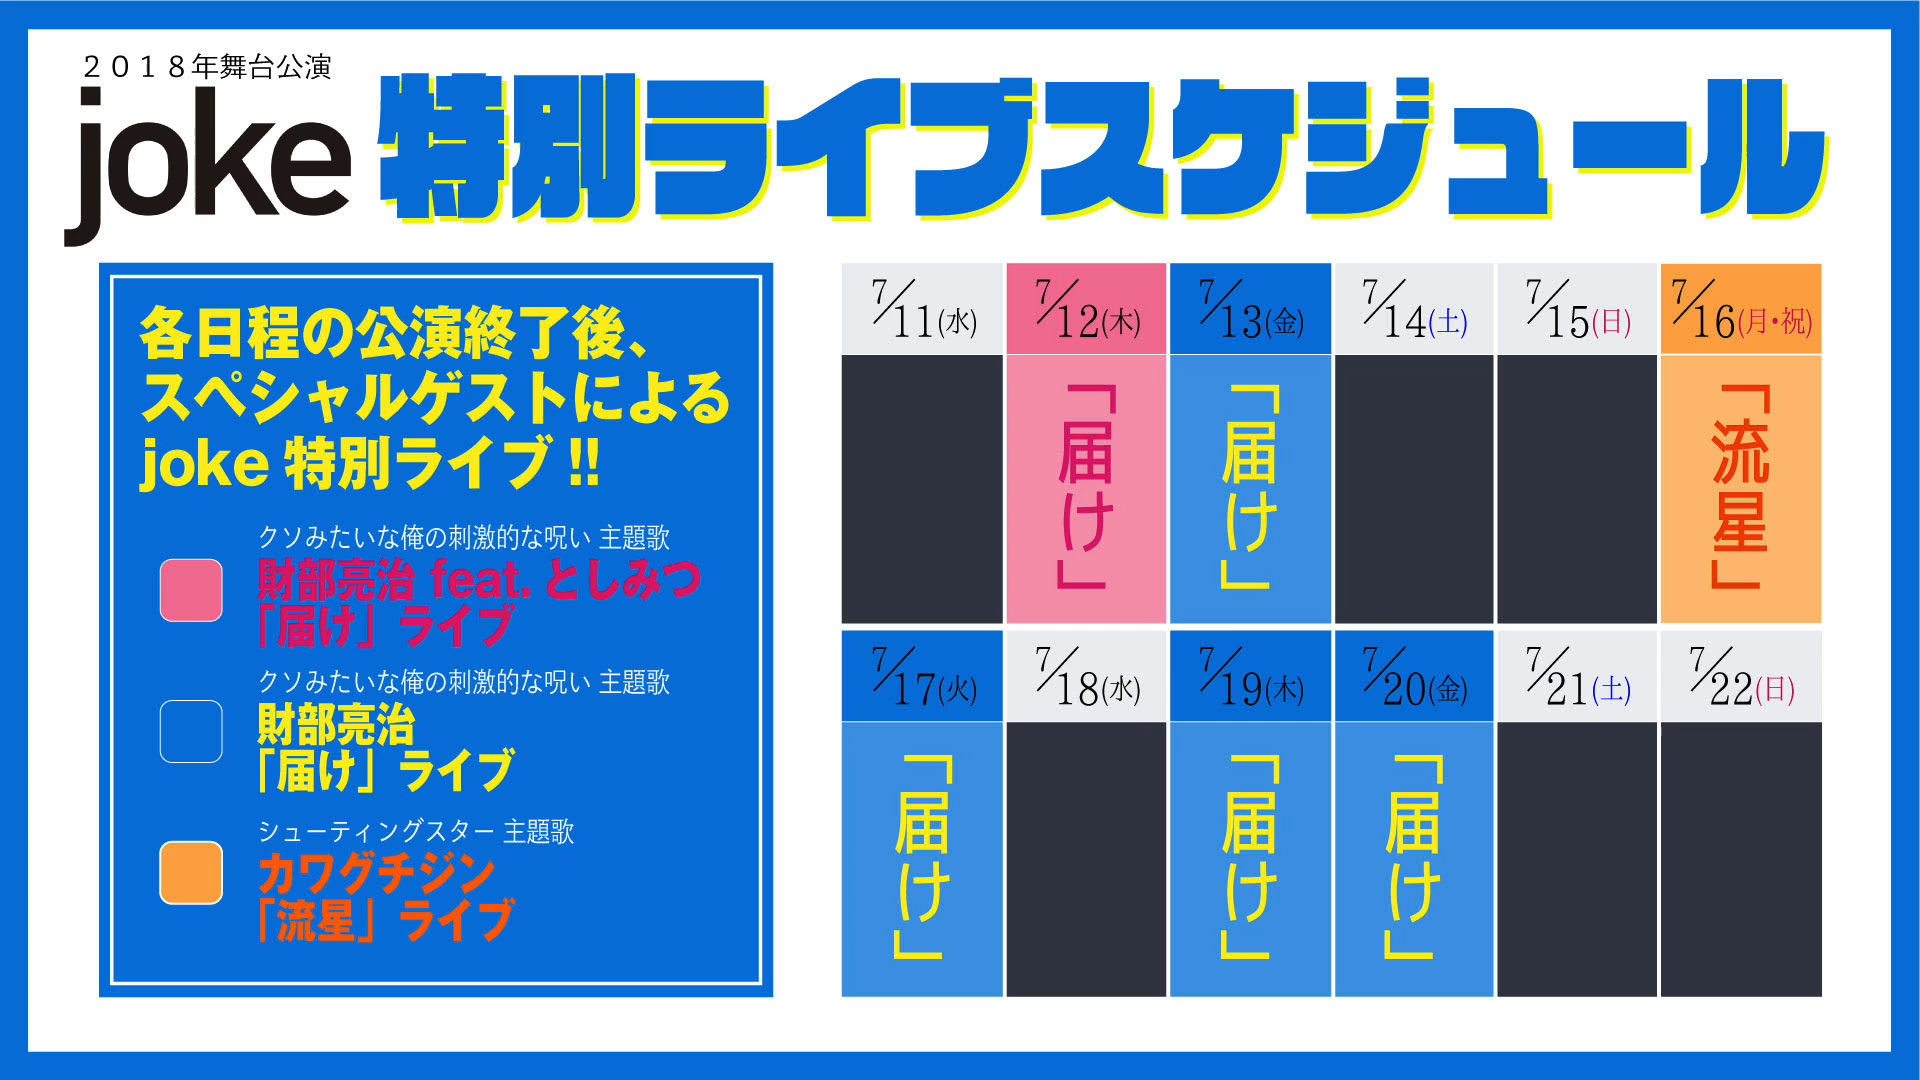 2018年舞台公演
joke 特別ライブスケジュール
各日程の公演終了後、
スペシャルゲストによる
joke 特別ライブ !!
クソみたいな俺の刺激的な呪い 主題歌
財部亮治 feat. としみつ
「届け」ライブ
クソみたいな俺の刺激的な呪い 主題歌
財部亮治
「届け」ライブ
シューティングスター 主題歌
カワグチジン
「流星」ライブ
7/11(水) 7/12(木) 7/13(金) 7/14(土) 7/15(日) 7/16(月・祝)
「届け」 「届け」 「流星」
7/17(火) 7/18(水) 7/19(木) 7/20(金) 7/21(土) 7/22(日)
「届け」 「届け」 「届け」